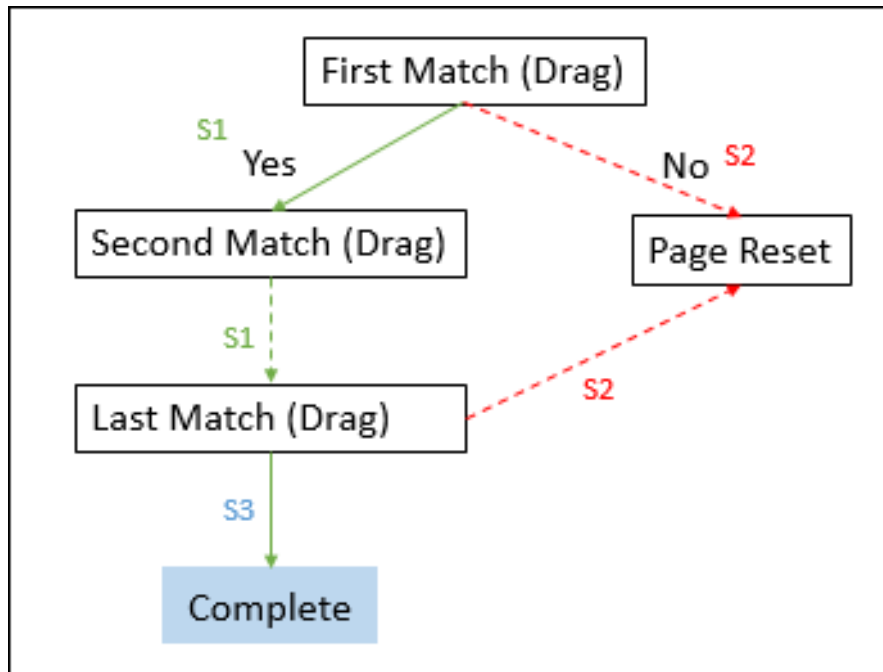 First Match (Drag)
S1
Yes
No
S2
Second Match (Drag)
Page Reset
S1
S2
Last Match (Drag)
S3
Complete